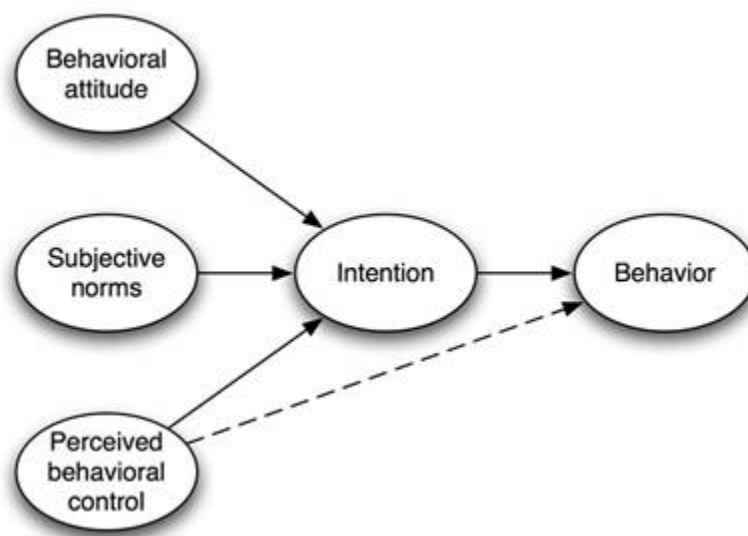 Behavioral
attitude
Subjective
norms
Intention
Behavior
Perceived
behavioral
control